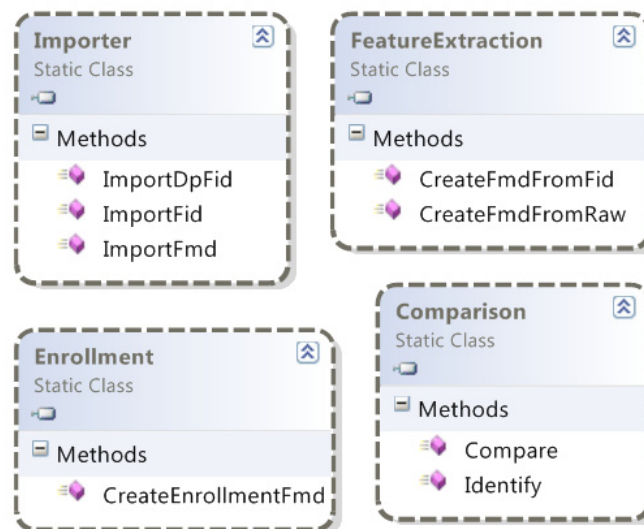 Importer
Static Class
Methods
ImportDpFid
ImportFid
ImportFmd
FeatureExtraction
Static Class
Methods
CreateFmdFromFid
CreateFmdFromRaw
Enrollment
Static Class
Methods
CreateEnrollmentFmd
Comparison
Static Class
Methods
Compare
Identify